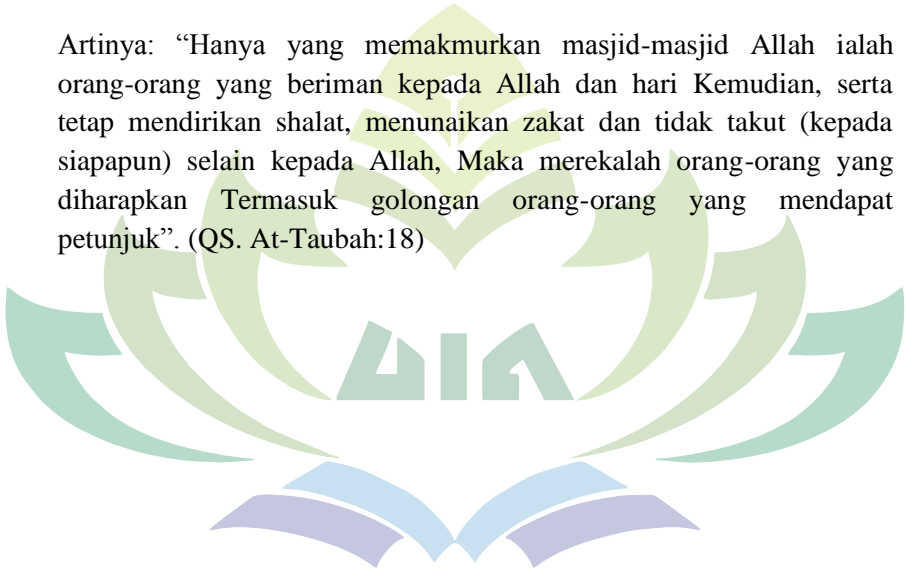 Artinya: “Hanya yang memakmurkan masjid-masjid Allah ialah
orang-orang yang beriman kepada Allah dan hari Kemudian, serta
tetap mendirikan shalat, menunaikan zakat dan tidak takut (kepada
siapapun) selain kepada Allah, Maka merekalah orang-orang yang
diharapkan Termasuk golongan orang-orang yang mendapat
petunjuk”. (QS. At-Taubah:18)
UIN